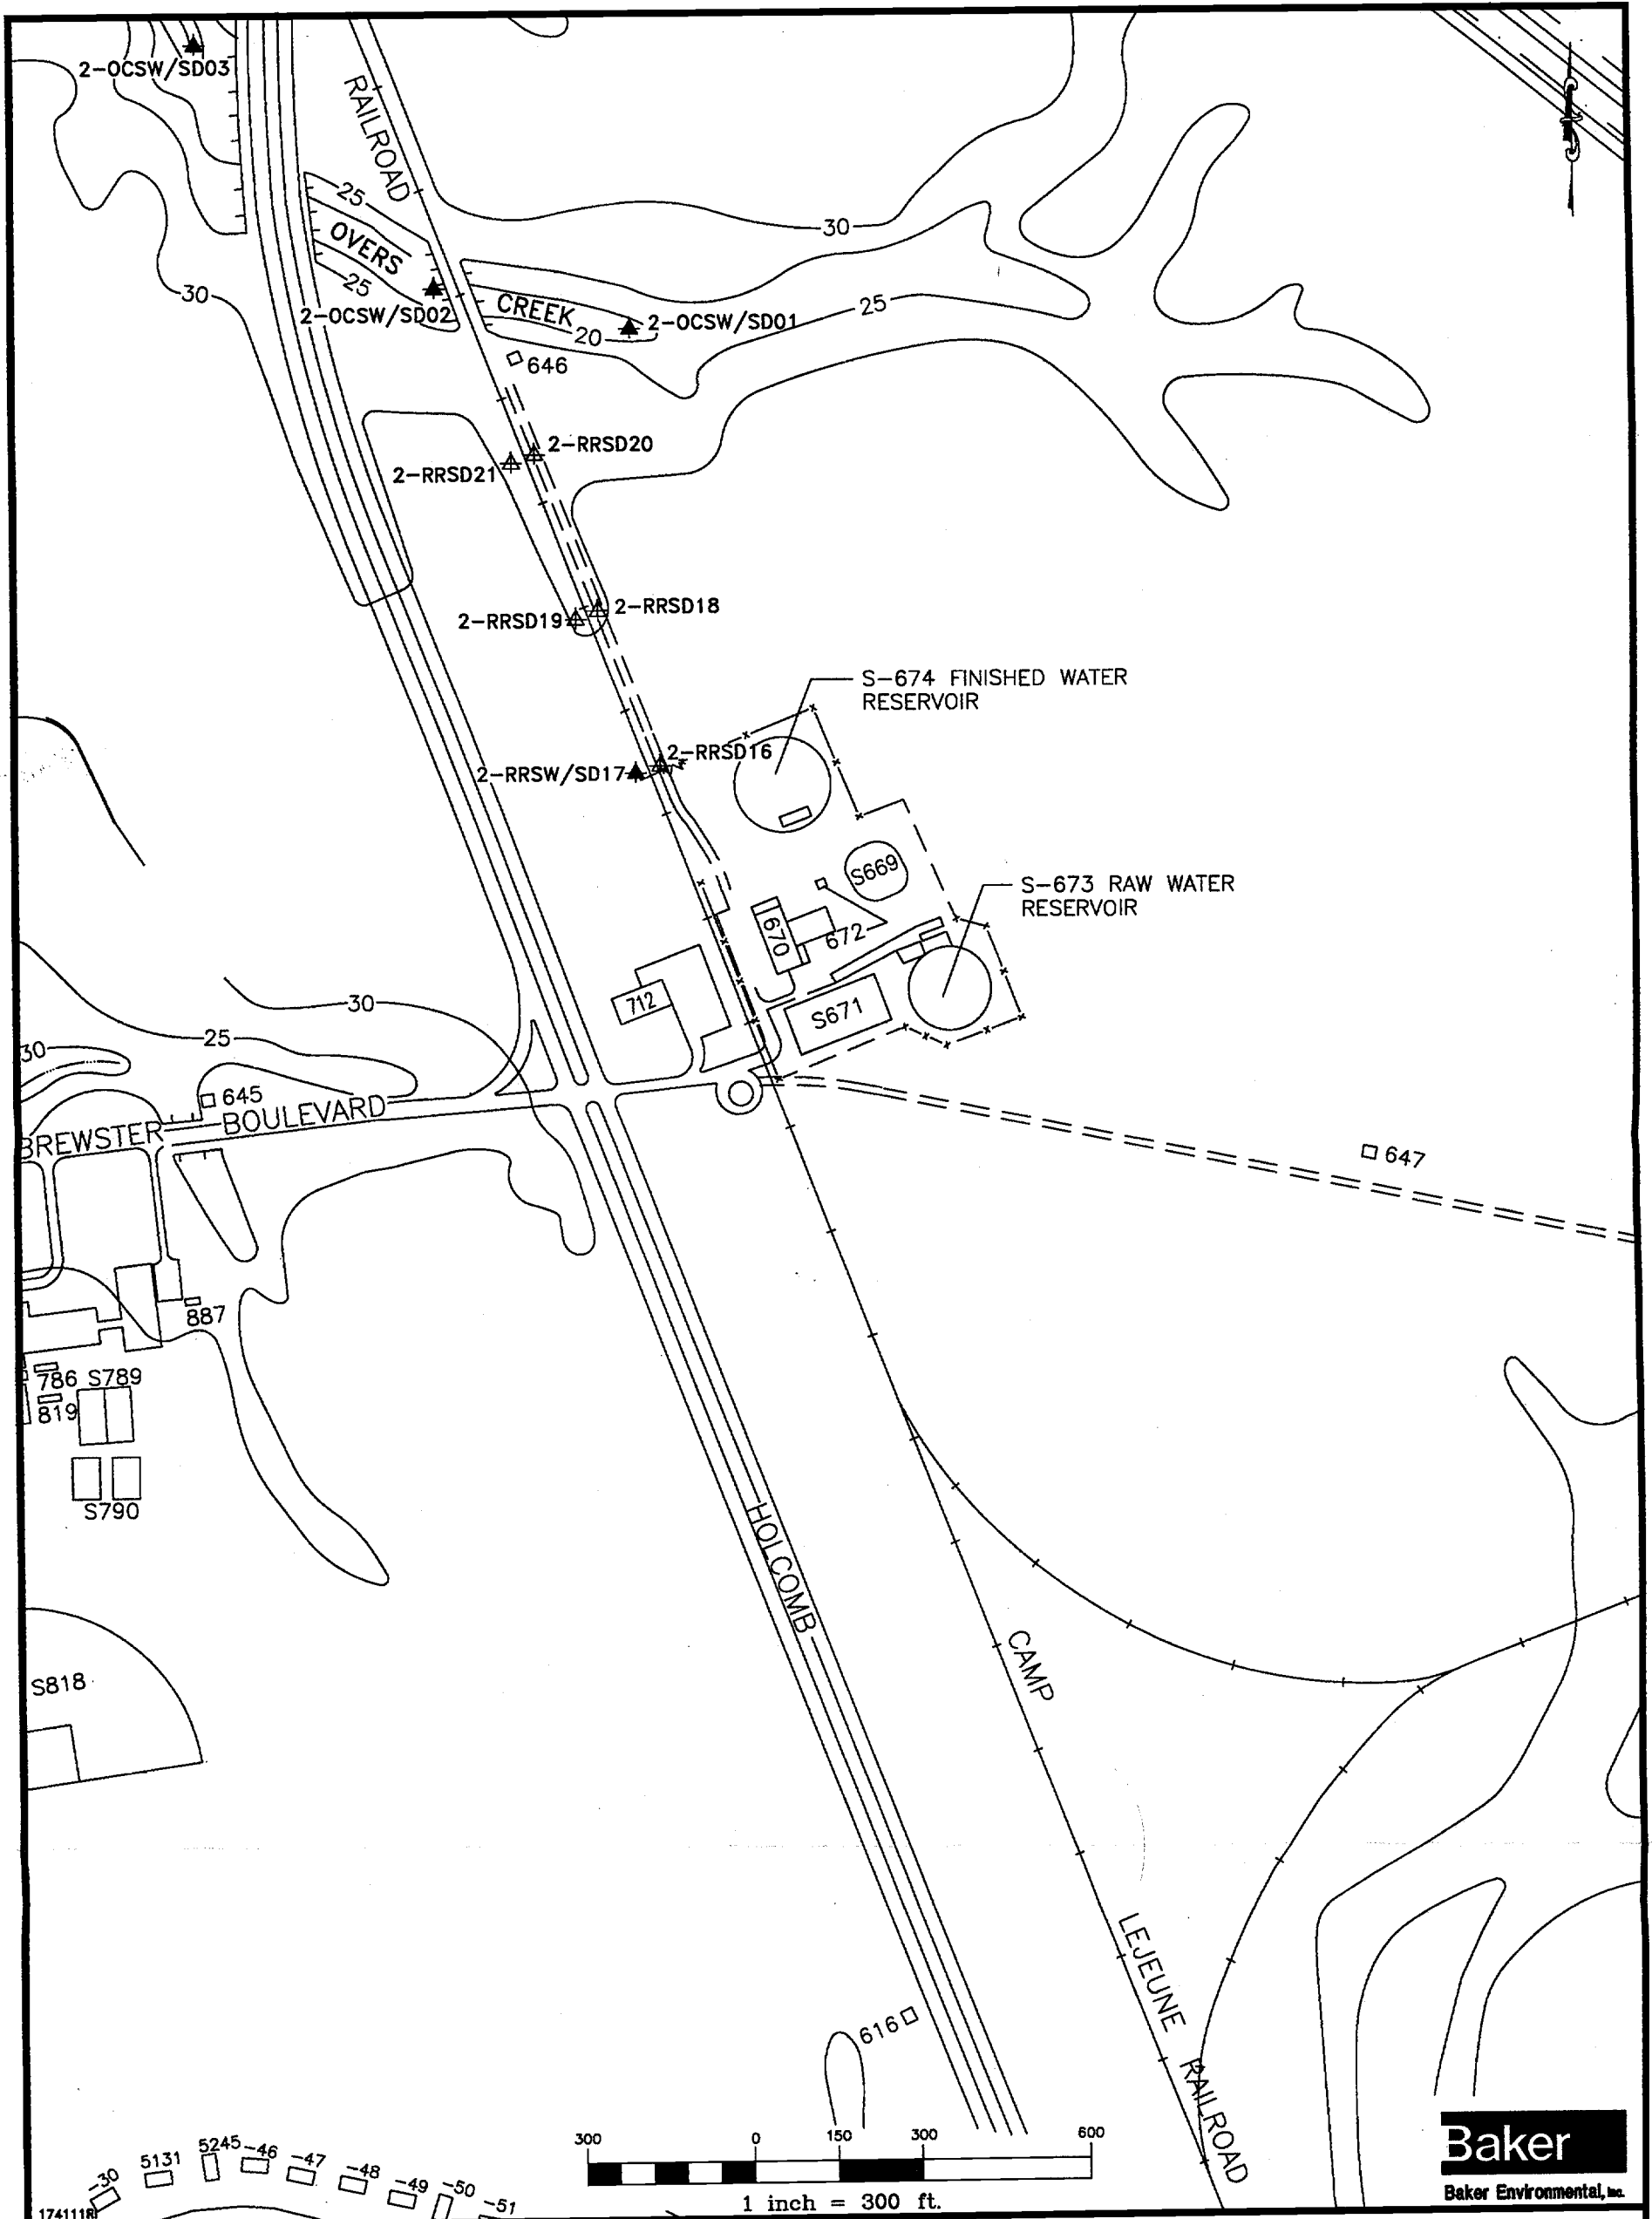 2-OCSW/SD03
RAILROAD
25
OVERS
25
30
30
2-OCSW/SD02
CREEK
20
2-OCSW/SD01
25
646
2-RRSD20
2-RRSD21
2-RRSD19
2-RRSD18
S-674 FINISHED WATER
RESERVOIR
2-RRSD16
2-RRSW/SD17
S669
S-673 RAW WATER
RESERVOIR
670
672
712
S671
30
25
30
645
BREWSTER BOULEVARD
647
887
786 S789
819
S790
HOLCOMB
CAMP
S818
LEJEUNE
616
RAILROAD
300 0 150 300 600
1 inch = 300 ft.
-30
5131
5245
-46
-47
-48
-49
-50
-51
174111BI
Baker
Baker Environmental, Inc.